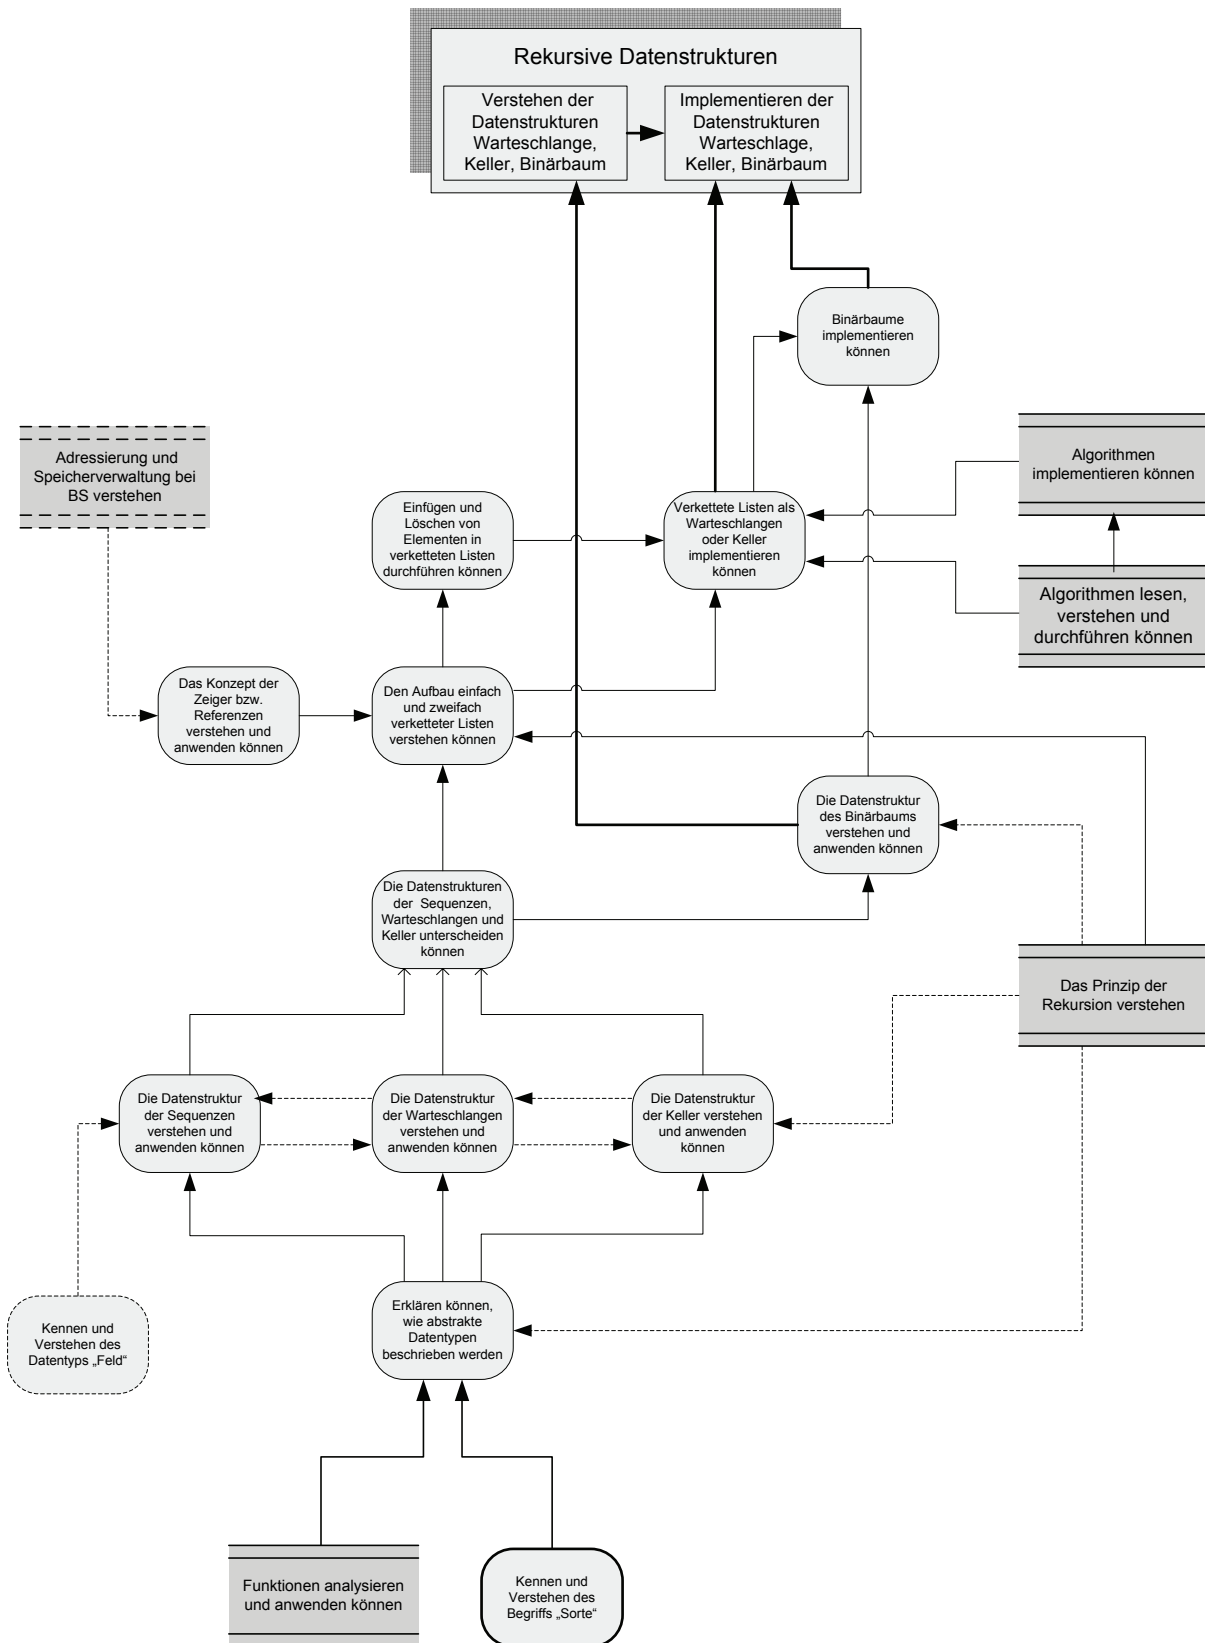 Rekursive Datenstrukturen
Verstehen der
Datenstrukturen
Warteschlange,
Keller, Binärbaum
Implementieren der
Datenstrukturen
Warteschlage,
Keller, Binärbaum
Binärbaume
implementieren
können
Adressierung und
Speicherverwaltung bei
BS verstehen
Einfügen und
Löschen von
Elementen in
verketteten Listen
durchführen können
Verkettete Listen als
Warteschlangen
oder Keller
implementieren
können
Algorithmen
implementieren können
Algorithmen lesen,
verstehen und
durchführen können
Das Konzept der
Zeiger bzw.
Referenzen
verstehen und
anwenden können
Den Aufbau einfach
und zweifach
verketteter Listen
verstehen können
Die Datenstruktur
des Binärbaums
verstehen und
anwenden können
Die Datenstrukturen
der Sequenzen,
Warteschlangen und
Keller unterscheiden
können
Das Prinzip der
Rekursion verstehen
Die Datenstruktur
der Sequenzen
verstehen und
anwenden können
Die Datenstruktur
der Warteschlangen
verstehen und
anwenden können
Die Datenstruktur
der Keller verstehen
und anwenden
können
Kennen und
Verstehen des
Datentyps „Feld“
Erklären können,
wie abstrakte
Datentypen
beschrieben werden
Funktionen analysieren
und anwenden können
Kennen und
Verstehen des
Begriffs „Sorte“